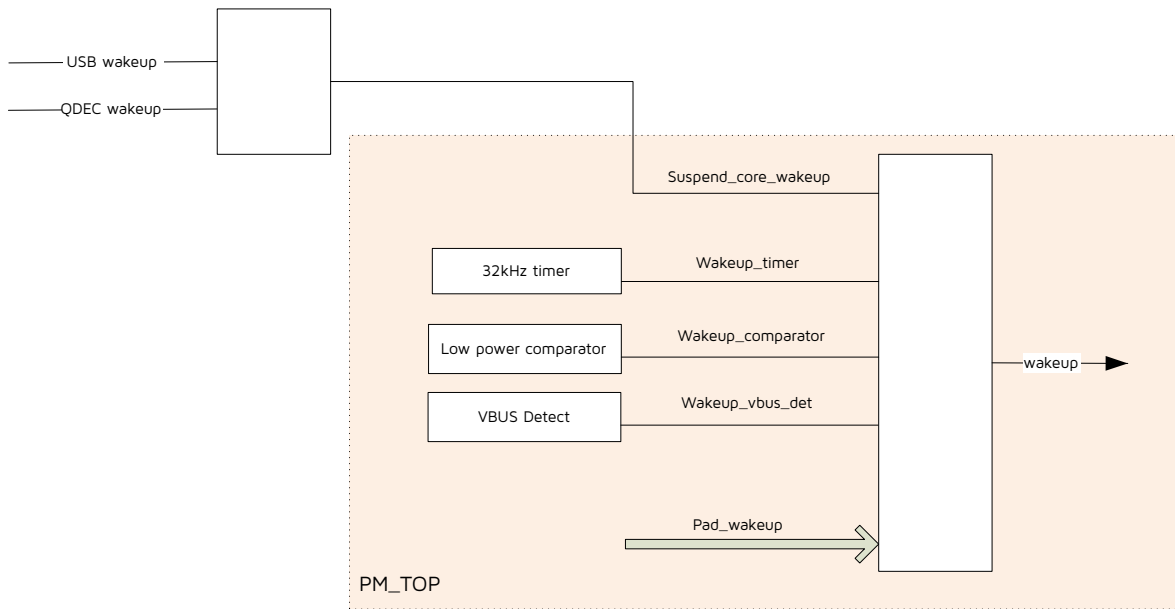 USB wakeup
QDEC wakeup
Suspend_core_wakeup
32kHz timer
Wakeup_timer
Low power comparator
Wakeup_comparator
wakeup
VBUS Detect
Wakeup_vbus_det
Pad_wakeup
PM_TOP